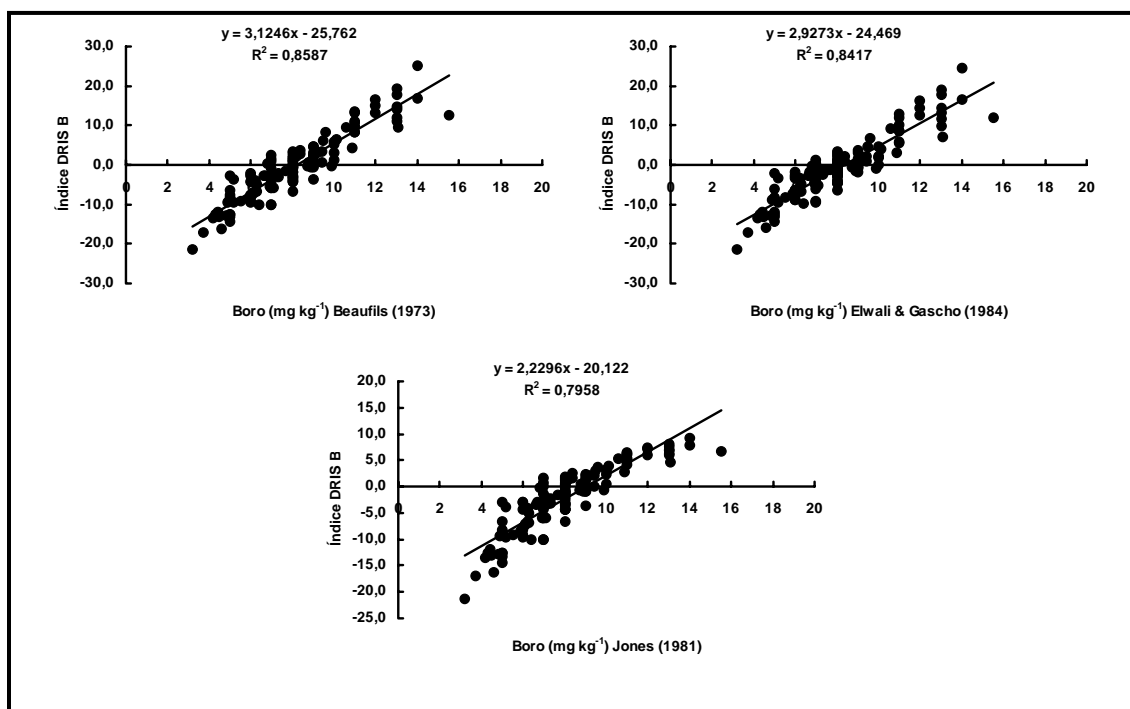 y = 3,1246x - 25,762
R² = 0,8587
30,0
20,0
10,0
0,0
-10,0
-20,0
-30,0
0 2 4 6 8 10 12 14 16 18 20
Índice DRIS B
Boro (mg kg⁻¹) Beaufils (1973)
y = 2,9273x - 24,469
R² = 0,8417
30,0
20,0
10,0
0,0
-10,0
-20,0
-30,0
0 2 4 6 8 10 12 14 16 18 20
Índice DRIS B
Boro (mg kg⁻¹) Elwali & Gascho (1984)
y = 2,2296x - 20,122
R² = 0,7958
20,0
15,0
10,0
5,0
0,0
-5,0
-10,0
-15,0
-20,0
-25,0
0 2 4 6 8 10 12 14 16 18 20
Índice DRIS B
Boro (mg kg⁻¹) Jones (1981)